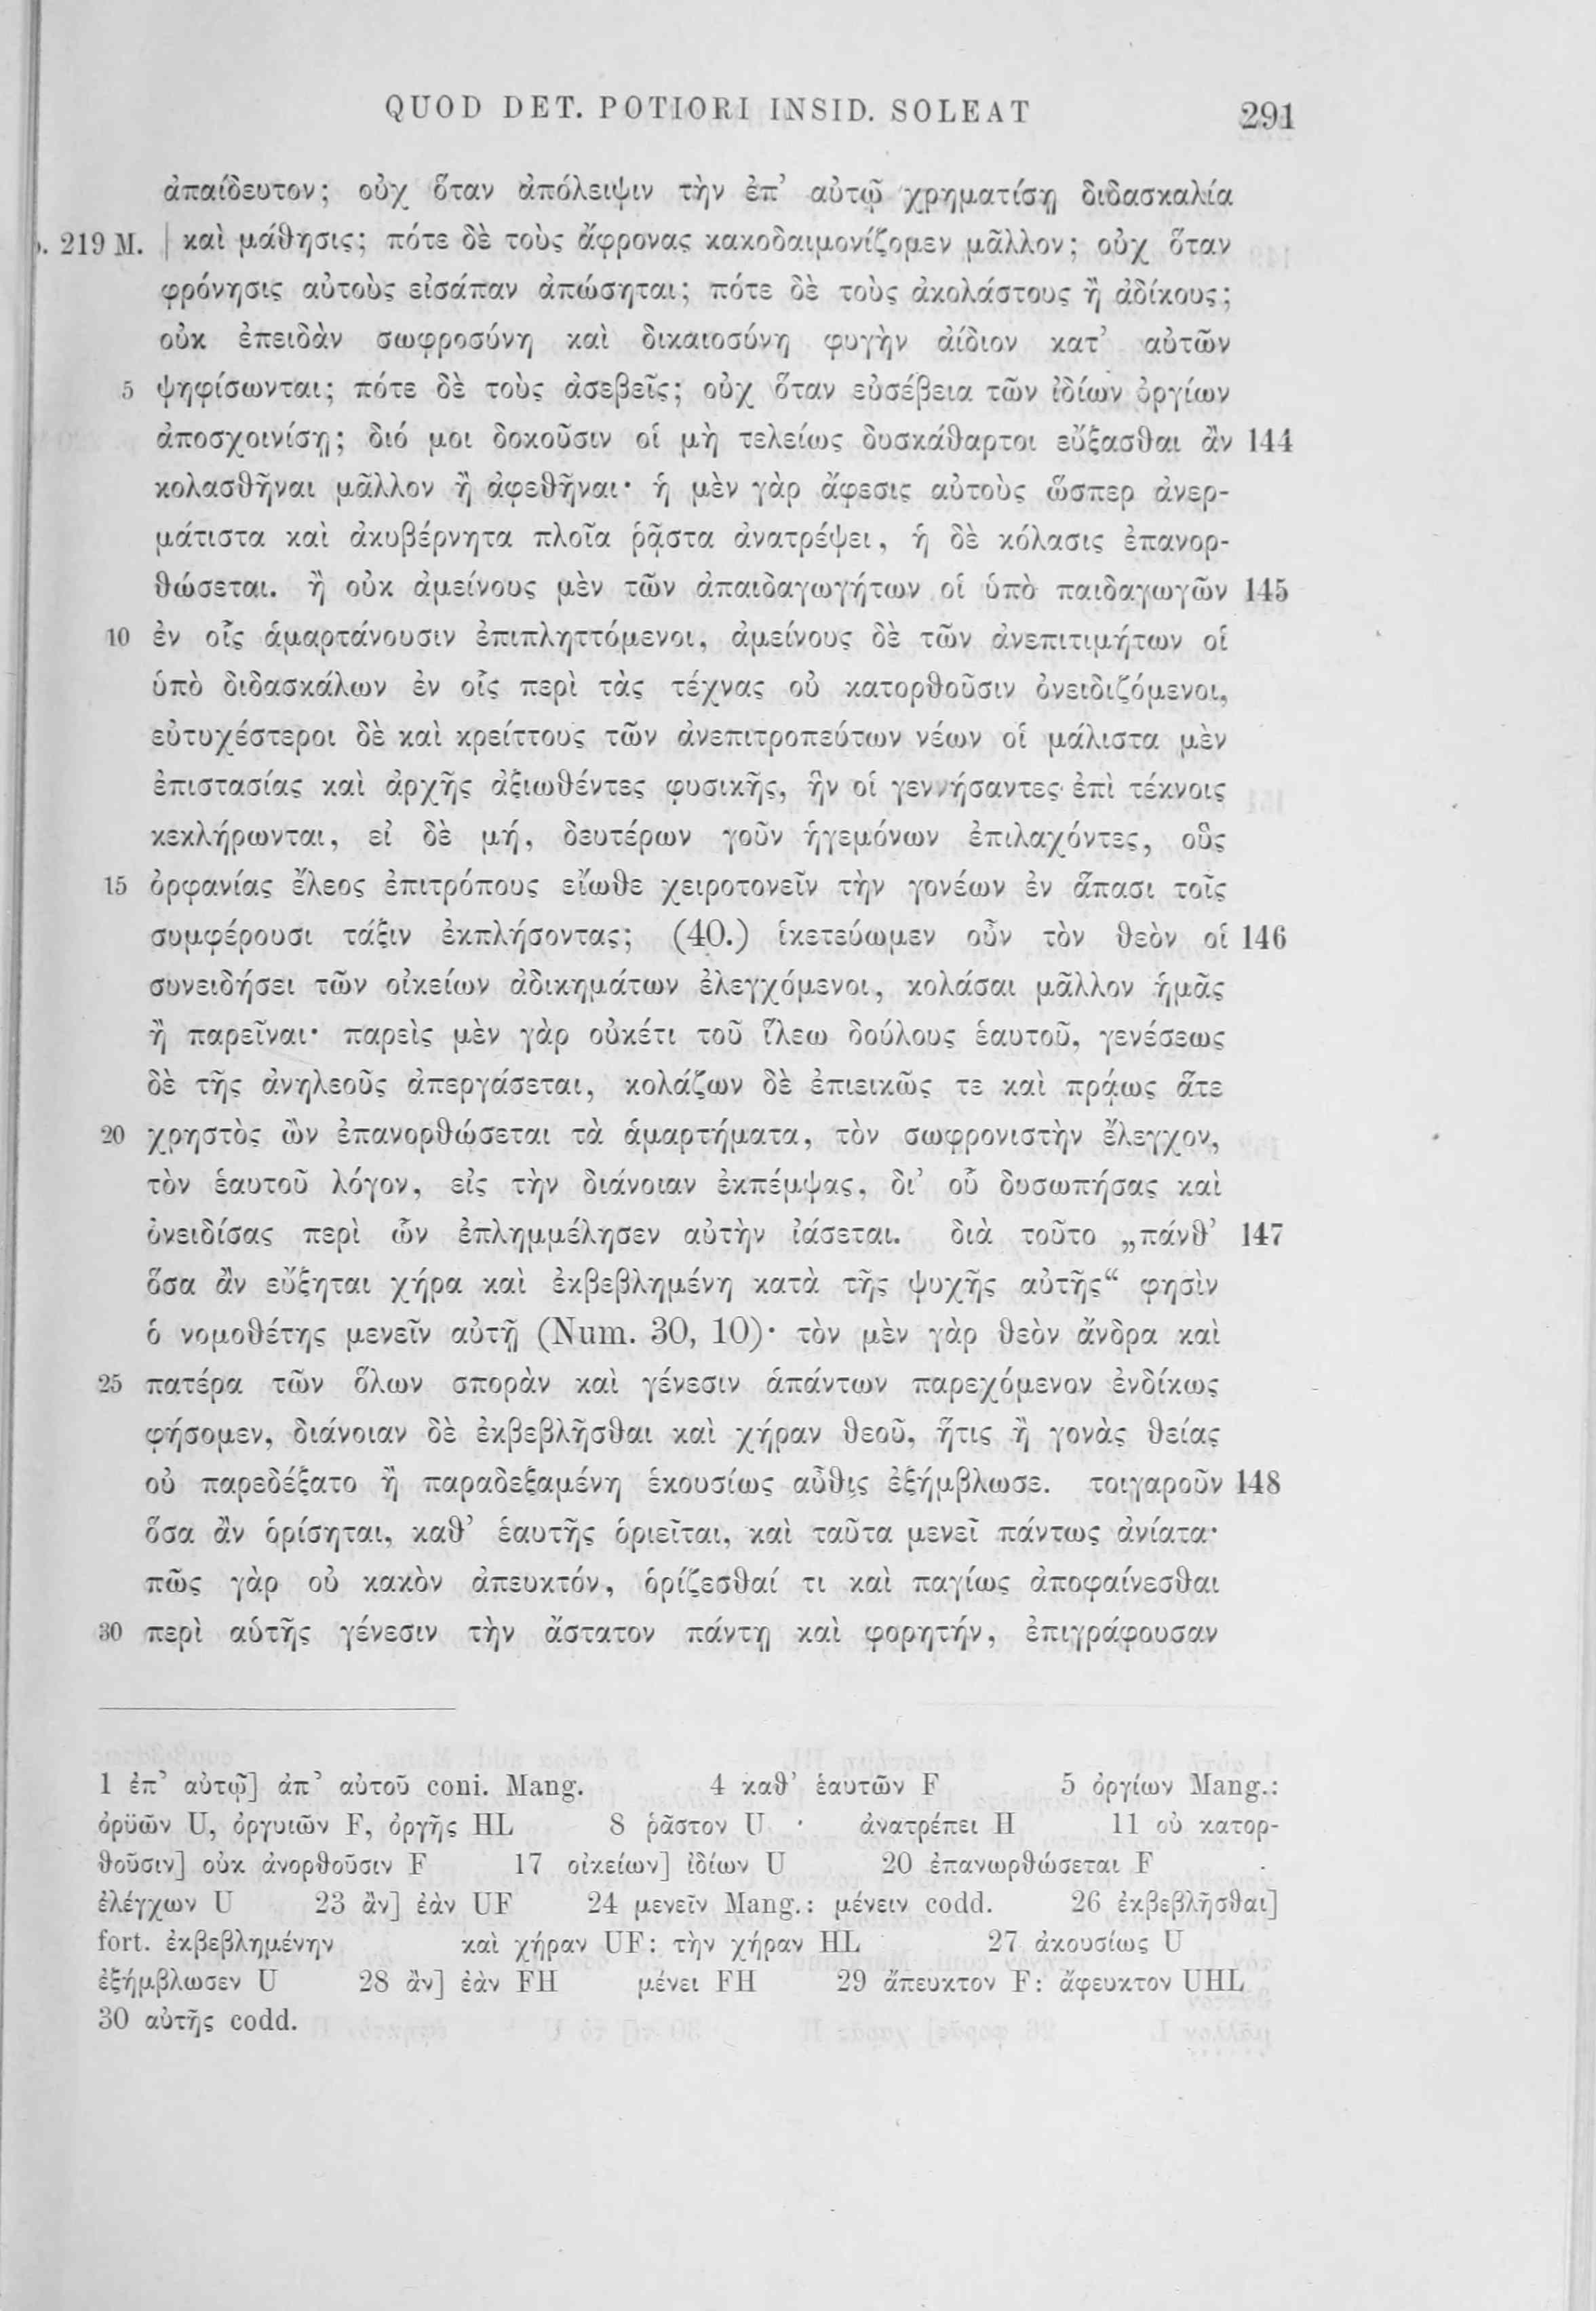 QUOD DET. POTIORI INSID. SOLEAT 291
ἀπαίδευτον; οὐχ ὅταν ἀπόλειψιν τὴν ἐπ’ αὐτῷ χρηματίσῃ διδασκαλία
p. 219 M. | καὶ μάθησις; πότε δὲ τοὺς ἄφρονας κακοδαιμονίζομεν μᾶλλον; οὐχ ὅταν
φρόνησις αὐτοὺς εἰσάπαν ἀπώσηται; πότε δὲ τοὺς ἀκολάστους ἢ ἀδίκους;
οὐκ ἐπειδὰν σωφροσύνη καὶ δικαιοσύνη φυγὴν ἀίδιον κατ’ αὐτῶν
5 ψηφίσωνται; πότε δὲ τοὺς ἀσεβεῖς; οὐχ ὅταν εὐσέβεια τῶν ἰδίων ὀργίων
ἀποσχοινίσῃ; διό μοι δοκοῦσιν οἱ μὴ τελείως δυσκάθαρτοι εὔξασθαι ἂν 144
κολασθῆναι μᾶλλον ἢ ἀφεθῆναι· ἡ μὲν γὰρ ἄφεσις αὐτοὺς ὥσπερ ἀνερ-
μάτιστα καὶ ἀκυβέρνητα πλοῖα ῥᾷστα ἀνατρέψει, ἡ δὲ κόλασις ἐπανορ-
θώσεται. ἢ οὐκ ἀμείνους μὲν τῶν ἀπαιδαγωγήτων οἱ ὑπὸ παιδαγωγῶν 145
10 ἐν οἷς ἁμαρτάνουσιν ἐπιπληττόμενοι, ἀμείνους δὲ τῶν ἀνεπιτιμήτων οἱ
ὑπὸ διδασκάλων ἐν οἷς περὶ τὰς τέχνας οὐ κατορθοῦσιν ὀνειδιζόμενοι,
εὐτυχέστεροι δὲ καὶ κρείττους τῶν ἀνεπιτροπεύτων νέων οἱ μάλιστα μὲν
ἐπιστασίας καὶ ἀρχῆς ἀξιωθέντες φυσικῆς, ἣν οἱ γεννήσαντες ἐπὶ τέκνοις
κεκλήρωνται, εἰ δὲ μή, δευτέρων γοῦν ἡγεμόνων ἐπιλαχόντες, οὓς
15 ὀρφανίας ἔλεος ἐπιτρόπους εἴωθε χειροτονεῖν τὴν γονέων ἐν ἅπασι τοῖς
συμφέρουσι τάξιν ἐκπλήσοντας; (40.) ἱκετεύωμεν οὖν τὸν θεὸν οἱ 146
συνειδήσει τῶν οἰκείων ἀδικημάτων ἐλεγχόμενοι, κολάσαι μᾶλλον ἡμᾶς
ἢ παρεῖναι· παρεὶς μὲν γὰρ οὐκέτι τοῦ ἵλεω δούλους ἑαυτοῦ, γενέσεως
δὲ τῆς ἀνηλεοῦς ἀπεργάσεται, κολάζων δὲ ἐπιεικῶς τε καὶ πρᾴως ἅτε
20 χρηστὸς ὢν ἐπανορθώσεται τὰ ἁμαρτήματα, τὸν σωφρονιστὴν ἔλεγχον,
τὸν ἑαυτοῦ λόγον, εἰς τὴν διάνοιαν ἐκπέμψας, δι’ οὗ δυσωπήσας καὶ
ὀνειδίσας περὶ ὧν ἐπλημμέλησεν αὐτὴν ἰάσεται. διὰ τοῦτο „πάνθ’ 147
ὅσα ἂν εὔξηται χήρα καὶ ἐκβεβλημένη κατὰ τῆς ψυχῆς αὐτῆς“ φησὶν
ὁ νομοθέτης μενεῖν αὐτῇ (Num. 30, 10)· τὸν μὲν γὰρ θεὸν ἄνδρα καὶ
25 πατέρα τῶν ὅλων σπορὰν καὶ γένεσιν ἁπάντων παρεχόμενον ἐνδίκως
φήσομεν, διάνοιαν δὲ ἐκβεβλῆσθαι καὶ χήραν θεοῦ, ἥτις ἢ γονὰς θείας
οὐ παρεδέξατο ἢ παραδεξαμένη ἑκουσίως αὖθις ἐξήμβλωσε. τοιγαροῦν 148
ὅσα ἂν ὁρίσηται, καθ’ ἑαυτῆς ὁριεῖται, καὶ ταῦτα μενεῖ πάντως ἀνίατα·
πῶς γὰρ οὐ κακὸν ἀπευκτόν, ὁρίζεσθαί τι καὶ παγίως ἀποφαίνεσθαι
30 περὶ αὑτῆς γένεσιν τὴν ἄστατον πάντῃ καὶ φορητήν, ἐπιγράφουσαν
1 ἐπ’ αὐτῷ] ἀπ’ αὐτοῦ coni. Mang. 4 καθ’ ἑαυτῶν F 5 ὀργίων Mang.:
ὀρϋῶν U, ὀργυιῶν F, ὀργῆς HL 8 ῥᾶστον U ἀνατρέπει H 11 οὐ κατορ-
θοῦσιν] οὐκ ἀνορθοῦσιν F 17 οἰκείων] ἰδίων U 20 ἐπανωρθώσεται F
ἐλέγχων U 23 ἂν] ἐὰν UF 24 μενεῖν Mang.: μένειν codd. 26 ἐκβεβλῆσθαι]
fort. ἐκβεβλημένην καὶ χήραν UF: τὴν χήραν HL 27 ἀκουσίως U
ἐξήμβλωσεν U 28 ἂν] ἐὰν FH μένει FH 29 ἄπευκτον F: ἄφευκτον UHL
30 αὐτῆς codd.